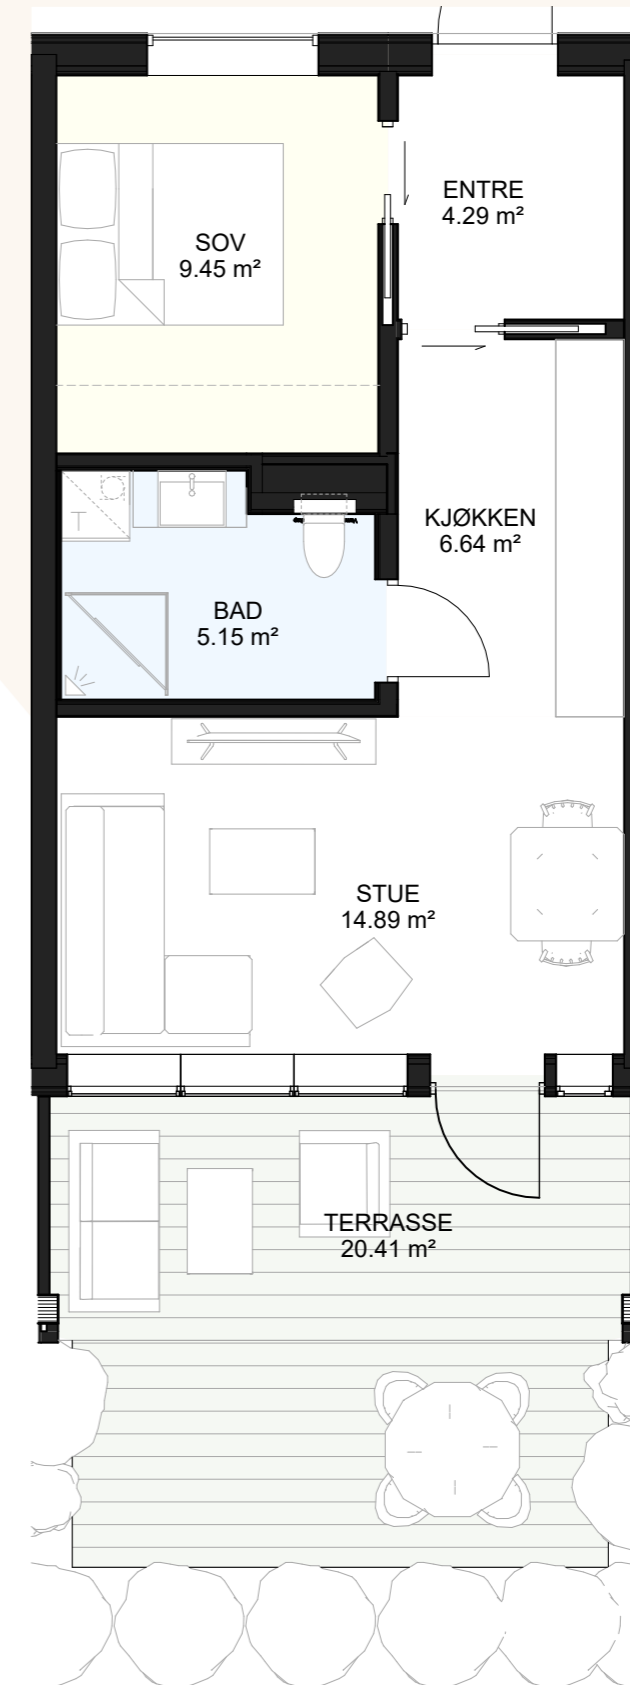 ENTRE
4.29 m²
SOV
9.45 m²
KJØKKEN
6.64 m²
T
BAD
5.15 m²
STUE
14.89 m²
TERRASSE
20.41 m²